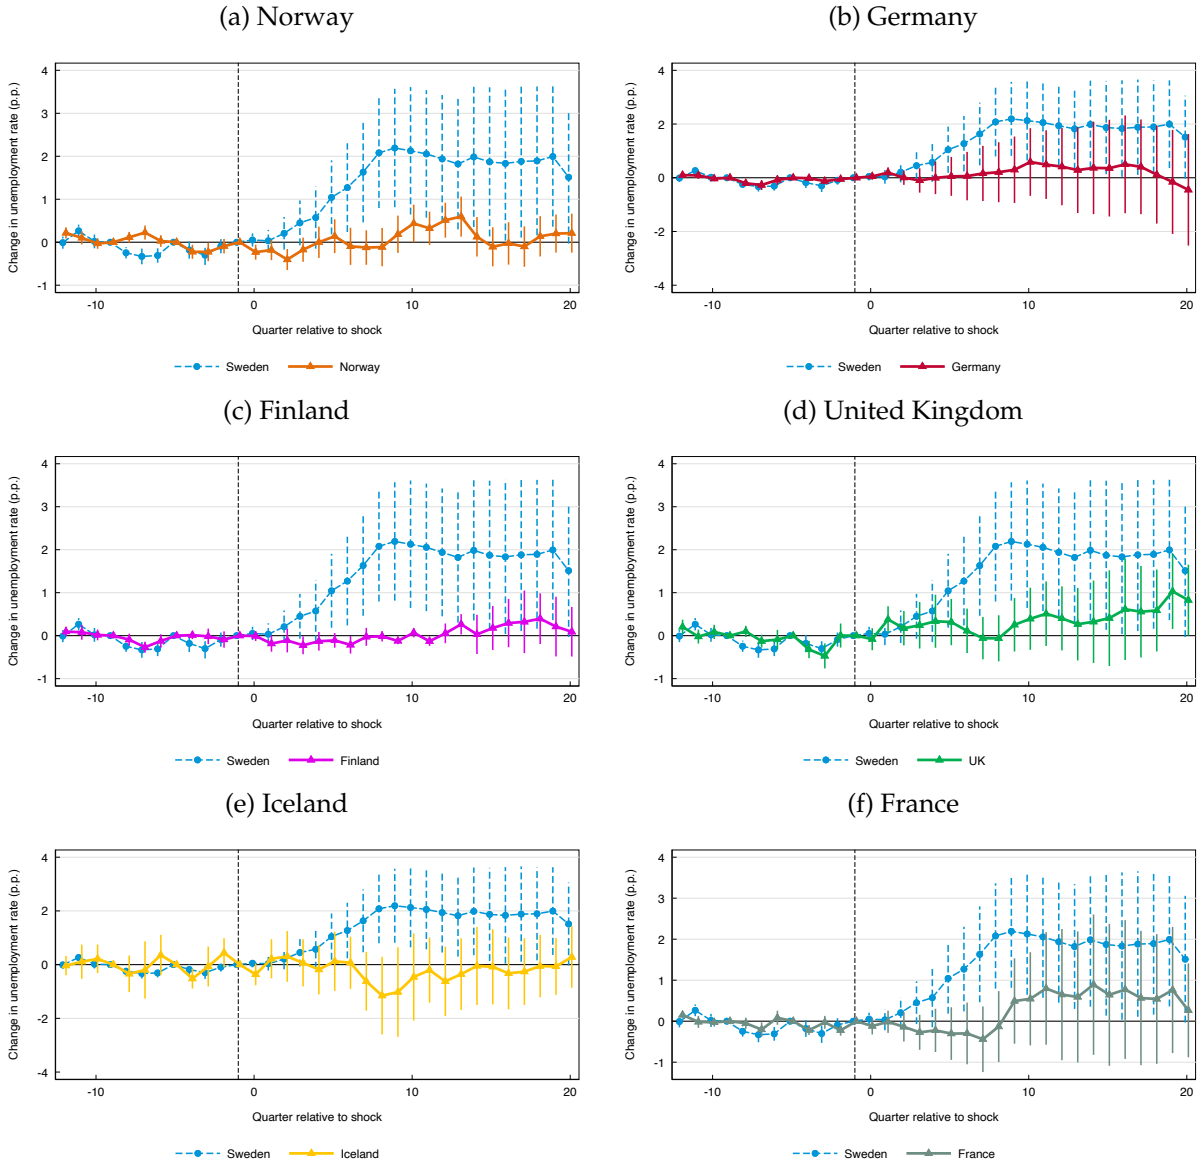 (a) Norway
Change in unemployment rate (p.p.)
4
3
2
1
0
-1
-10
0
10
20
Quarter relative to shock
Sweden
Norway
(b) Germany
Change in unemployment rate (p.p.)
4
2
0
-2
-4
-10
0
10
20
Quarter relative to shock
Sweden
Germany
(c) Finland
Change in unemployment rate (p.p.)
4
3
2
1
0
-1
-10
0
10
20
Quarter relative to shock
Sweden
Finland
(d) United Kingdom
Change in unemployment rate (p.p.)
4
3
2
1
0
-1
-10
0
10
20
Quarter relative to shock
Sweden
UK
(e) Iceland
Change in unemployment rate (p.p.)
4
2
0
-2
-4
-10
0
10
20
Quarter relative to shock
Sweden
Iceland
(f) France
Change in unemployment rate (p.p.)
4
3
2
1
0
-1
-10
0
10
20
Quarter relative to shock
Sweden
France